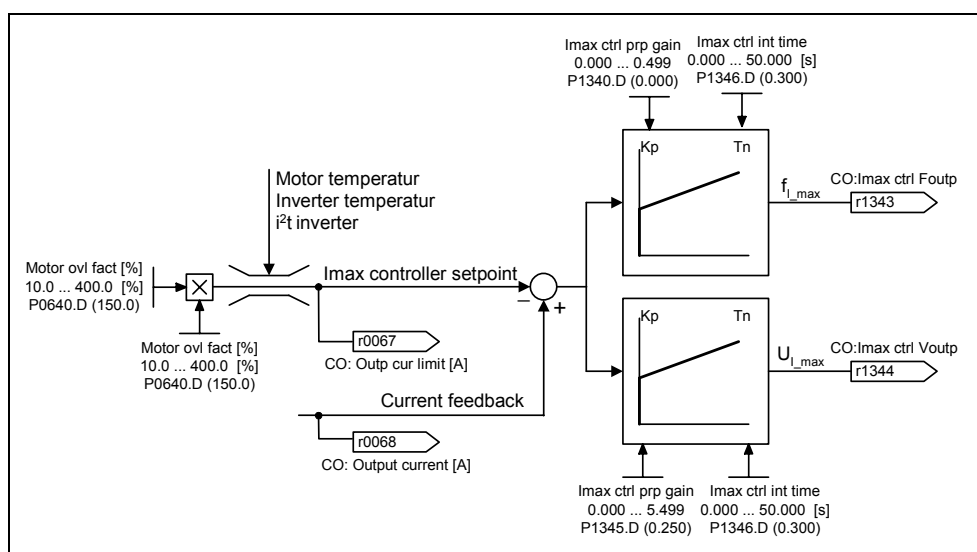 Imax ctrl prp gain
0.000 ... 0.499
P1340.D (0.000)
Imax ctrl int time
0.000 ... 50.000 [s]
P1346.D (0.300)
Kp
Tn
f I_max
CO:Imax ctrl Foutp
r1343
Motor temperatur
Inverter temperatur
i²t inverter
Motor ovl fact [%]
10.0 ... 400.0 [%]
P0640.D (150.0)
Imax controller setpoint
r0067
CO: Outp cur limit [A]
Motor ovl fact [%]
10.0 ... 400.0 [%]
P0640.D (150.0)
Current feedback
r0068
CO: Output current [A]
Kp
Tn
U I_max
CO:Imax ctrl Voutp
r1344
Imax ctrl prp gain
0.000 ... 5.499
P1345.D (0.250)
Imax ctrl int time
0.000 ... 50.000 [s]
P1346.D (0.300)